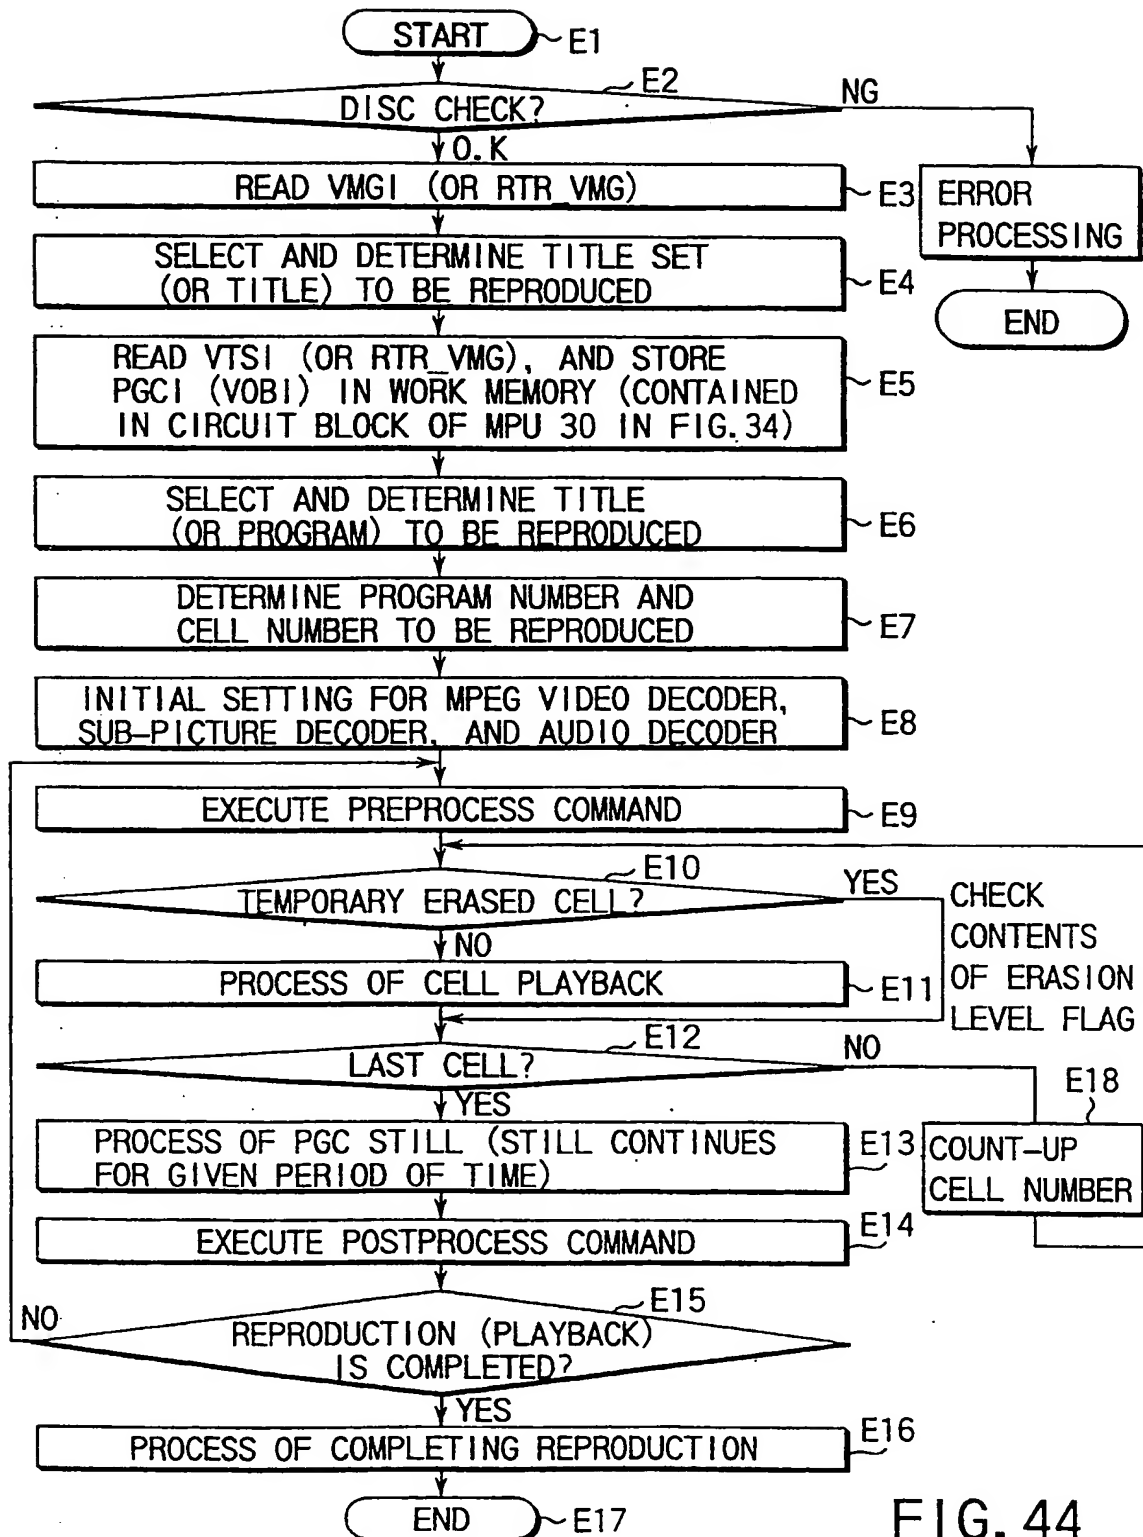 START
E1
E2
DISC CHECK?
NG
O.K
READ VMGI (OR RTR_VMG)
E3
ERROR
PROCESSING
SELECT AND DETERMINE TITLE SET
(OR TITLE) TO BE REPRODUCED
E4
END
READ VTSI (OR RTR_VMG), AND STORE
PGCI (VOBI) IN WORK MEMORY (CONTAINED
IN CIRCUIT BLOCK OF MPU 30 IN FIG.34)
E5
SELECT AND DETERMINE TITLE
(OR PROGRAM) TO BE REPRODUCED
E6
DETERMINE PROGRAM NUMBER AND
CELL NUMBER TO BE REPRODUCED
E7
INITIAL SETTING FOR MPEG VIDEO DECODER,
SUB-PICTURE DECODER, AND AUDIO DECODER
E8
EXECUTE PREPROCESS COMMAND
E9
E10
TEMPORARY ERASED CELL?
YES
NO
CHECK
CONTENTS
OF ERASION
LEVEL FLAG
PROCESS OF CELL PLAYBACK
E11
E12
LAST CELL?
NO
YES
E18
COUNT-UP
CELL NUMBER
PROCESS OF PGC STILL (STILL CONTINUES
FOR GIVEN PERIOD OF TIME)
E13
EXECUTE POSTPROCESS COMMAND
E14
E15
NO
REPRODUCTION (PLAYBACK)
IS COMPLETED?
YES
PROCESS OF COMPLETING REPRODUCTION
E16
END
E17
FIG. 44